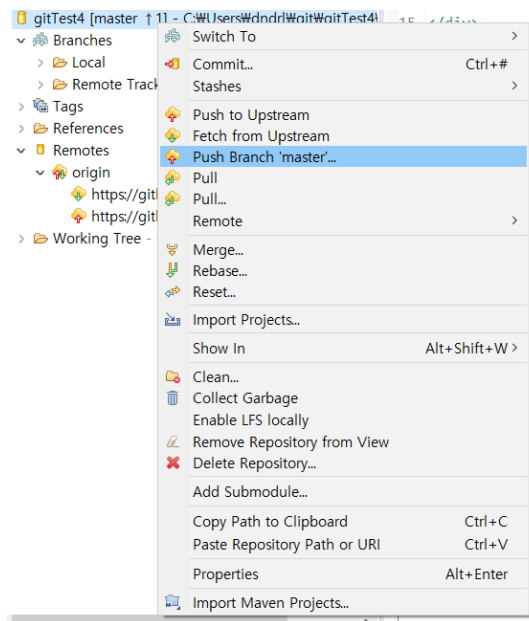 gitTest4 [master ↑1] - C:₩Users₩dndrl₩git₩gitTest4₩
Branches
Local
Remote Track
Tags
References
Remotes
origin
https://git
https://git
Working Tree -
15 </div>
Switch To
Commit... Ctrl+#
Stashes
Push to Upstream
Fetch from Upstream
Push Branch 'master'...
Pull
Pull...
Remote
Merge...
Rebase...
Reset...
Import Projects...
Show In Alt+Shift+W
Clean...
Collect Garbage
Enable LFS locally
Remove Repository from View
Delete Repository...
Add Submodule...
Copy Path to Clipboard Ctrl+C
Paste Repository Path or URI Ctrl+V
Properties Alt+Enter
Import Maven Projects...